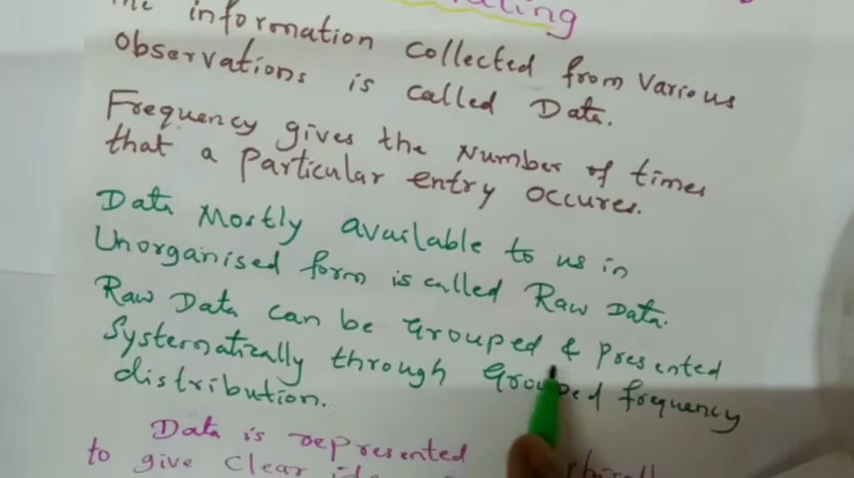 information collected from Various
observations is called Data.
Frequency gives the Number of times
that a particular entry occures.
Data Mostly available to us in
Unorganised form is called Raw Data.
Raw Data can be Grouped & Presented
Systematically through Grouped frequency
distribution.
Data is represented
to give clear